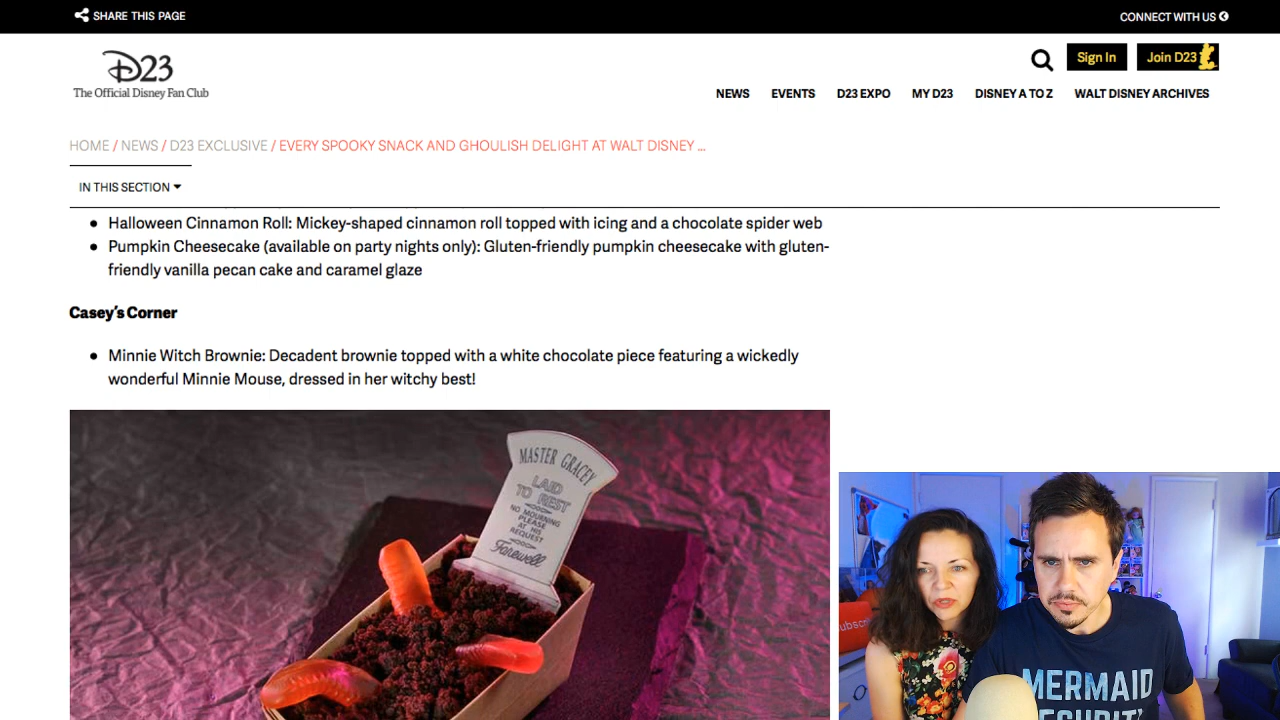 SHARE THIS PAGE
CONNECT WITH US
D23
The Official Disney Fan Club
Sign In
Join D23
NEWS EVENTS D23 EXPO MY D23 DISNEY A TO Z WALT DISNEY ARCHIVES
HOME / NEWS / D23 EXCLUSIVE / EVERY SPOOKY SNACK AND GHOULISH DELIGHT AT WALT DISNEY ...
IN THIS SECTION
• Halloween Cinnamon Roll: Mickey-shaped cinnamon roll topped with icing and a chocolate spider web
• Pumpkin Cheesecake (available on party nights only): Gluten-friendly pumpkin cheesecake with gluten-
friendly vanilla pecan cake and caramel glaze
Casey's Corner
• Minnie Witch Brownie: Decadent brownie topped with a white chocolate piece featuring a wickedly
wonderful Minnie Mouse, dressed in her witchy best!
MASTER GRACEY
LAID
TO REST
NO MOURNING
PLEASE
AT HIS
REQUEST
Farewell
MERMAID
SECURITY